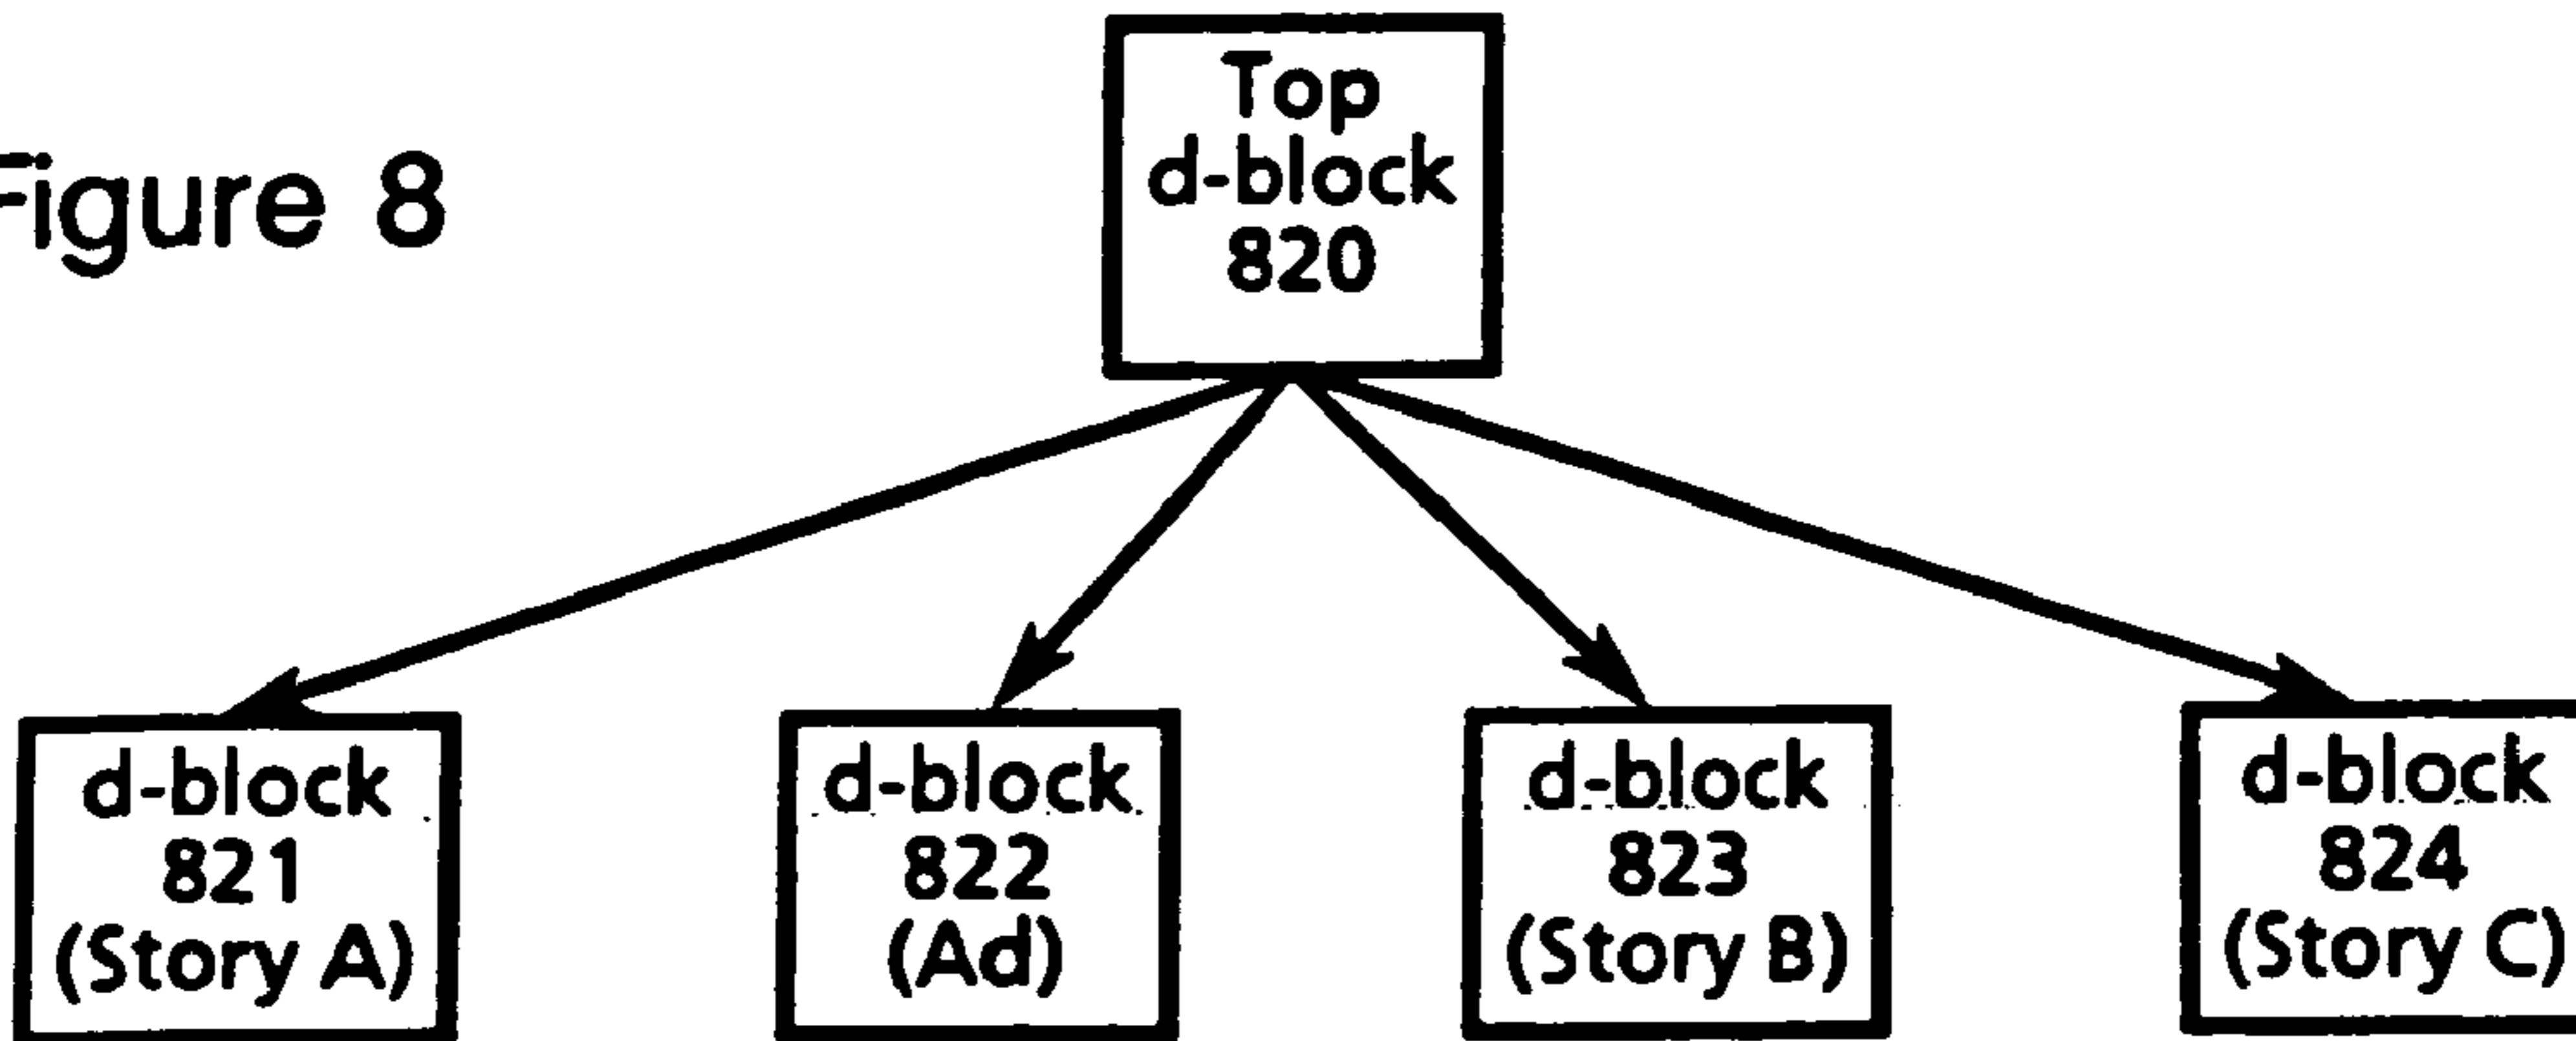 Figure 8
Top
d-block
820
d-block
821
(Story A)
d-block
822
(Ad)
d-block
823
(Story B)
d-block
824
(Story C)